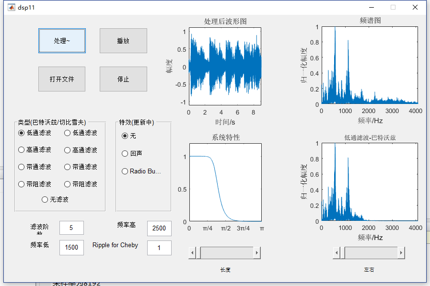 dsp11
处理~
播放
打开文件
停止
处理后波形图
幅度
1
0.5
0
-0.5
-1
0 2 4 6 8
时间/s
频谱图
归一化幅度
1
0.8
0.6
0.4
0.2
0
0 1000 2000 3000 4000
频率/Hz
类型(巴特沃兹/切比雪夫)
低通滤波 低通滤波
高通滤波 高通滤波
带通滤波 带通滤波
带阻滤波 带阻滤波
无滤波
特效(更新中)
无
回声
Radio Bu...
系统特性
1
0.5
0
0 π/4 π/2 3π/4 π
低通滤波-巴特沃兹
归一化幅度
1
0.8
0.6
0.4
0.2
0
0 1000 2000 3000 4000
频率/Hz
滤波阶
5
频率高
2500
频率低
1500
Ripple for Cheby
1
长度